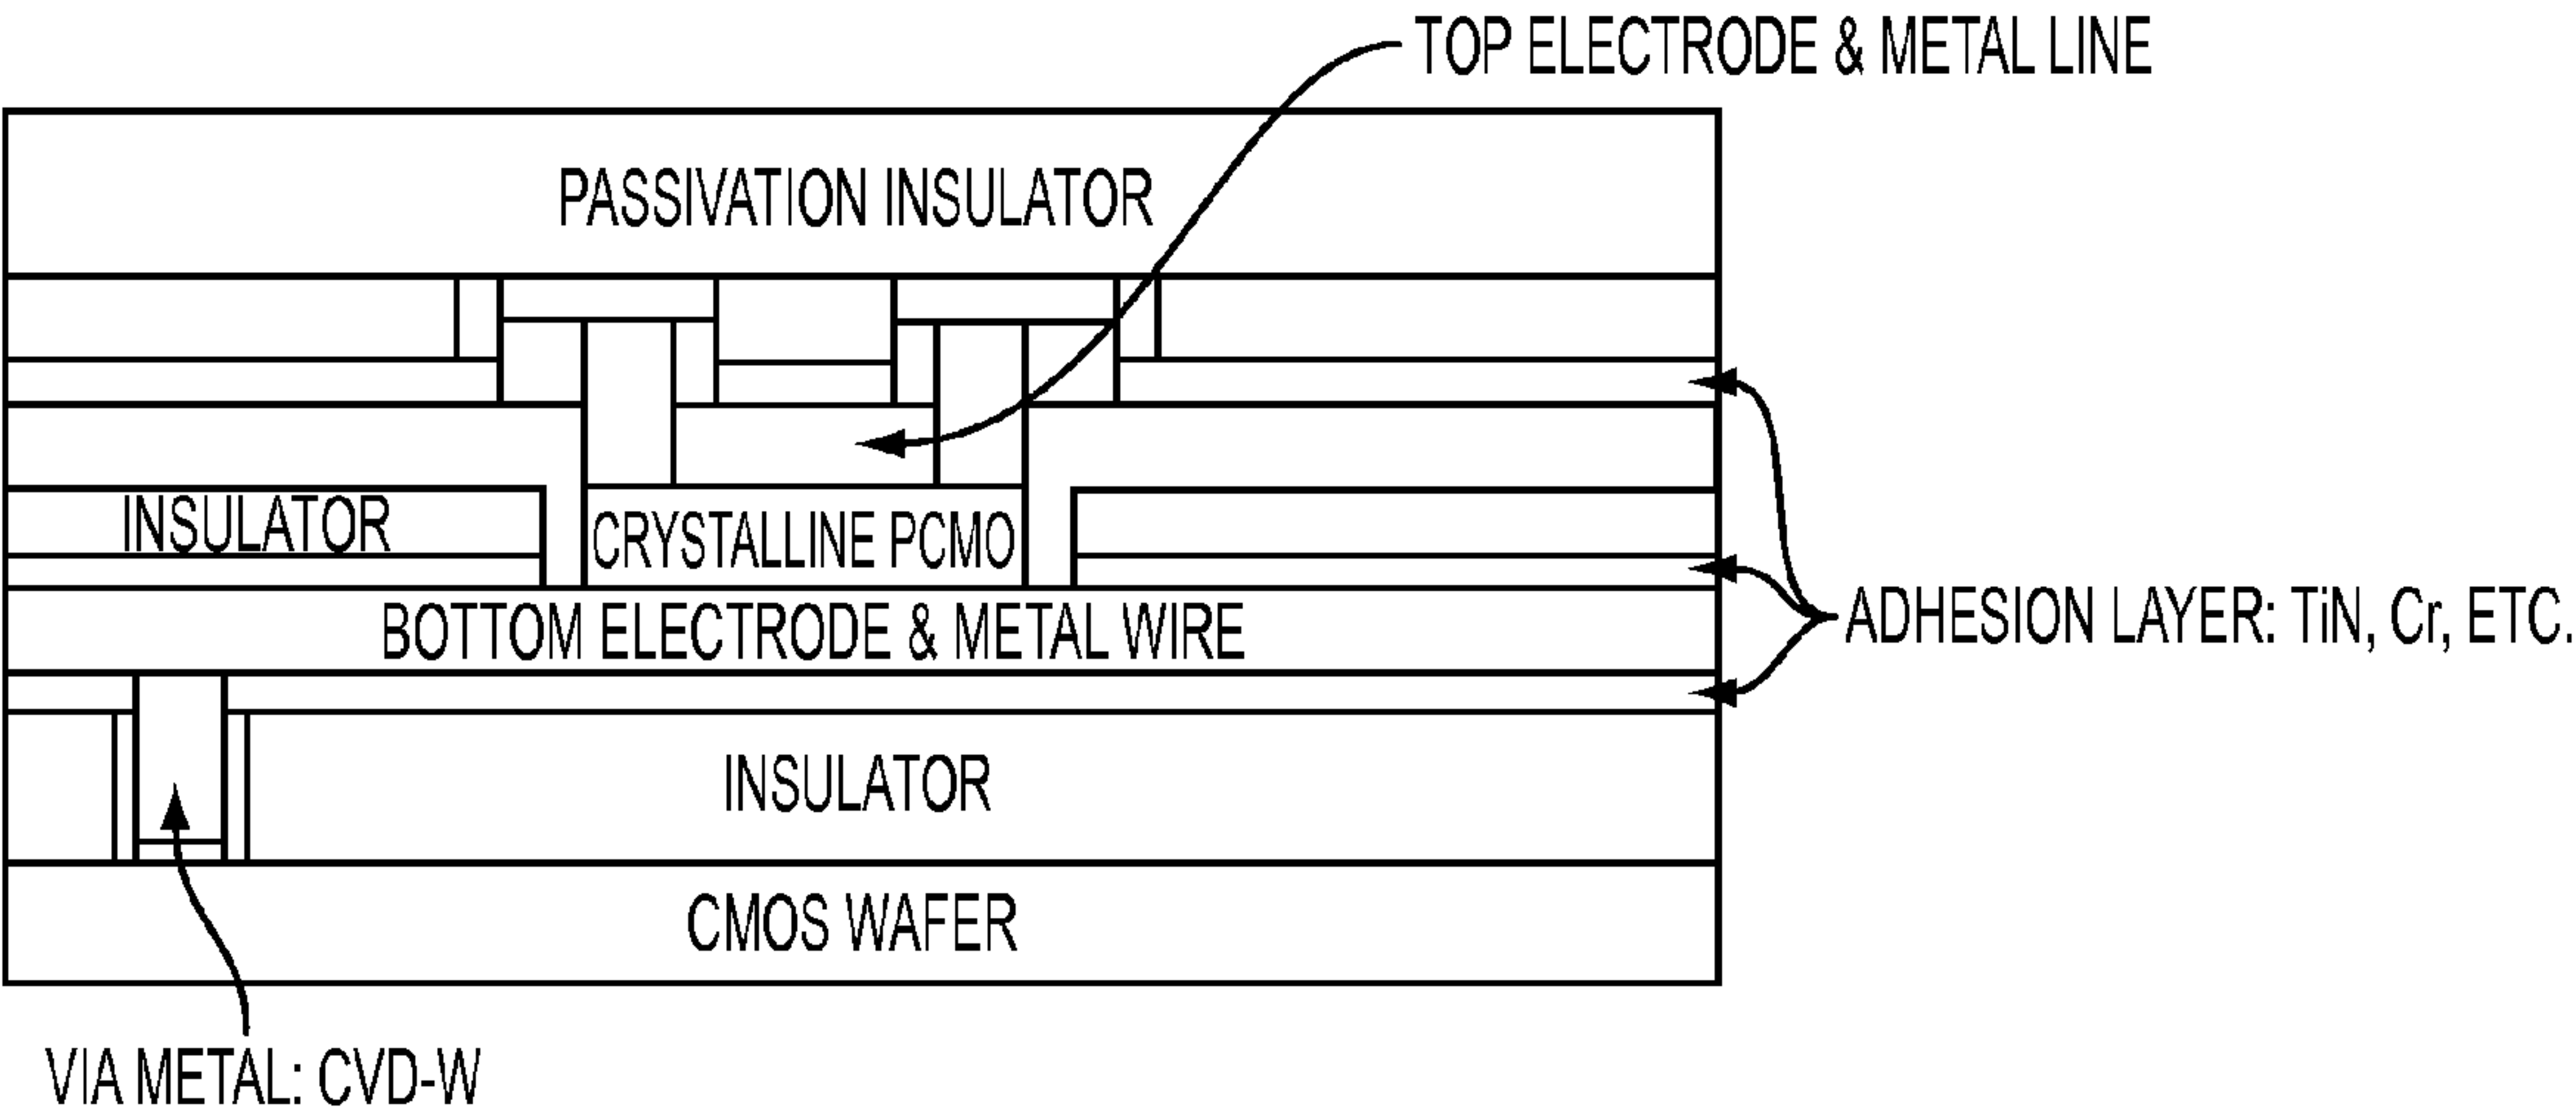 TOP ELECTRODE & METAL LINE
PASSIVATION INSULATOR
INSULATOR
CRYSTALLINE PCMO
BOTTOM ELECTRODE & METAL WIRE
ADHESION LAYER: TiN, Cr, ETC.
INSULATOR
CMOS WAFER
VIA METAL: CVD-W